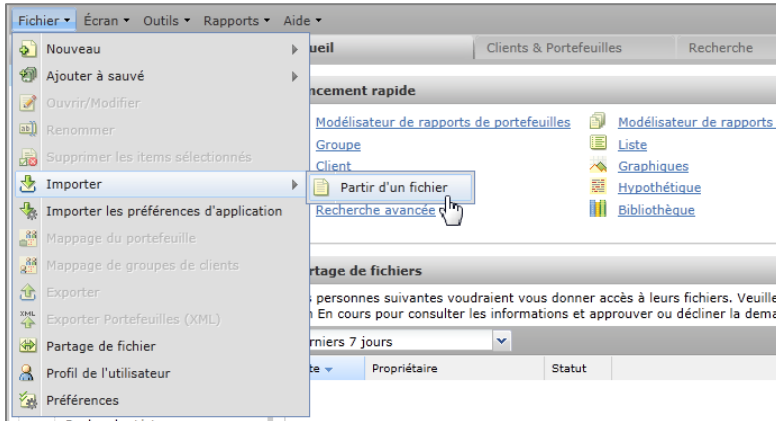 Fichier Écran Outils Rapports Aide
ueil Clients & Portefeuilles Recherche
Nouveau
Ajouter à sauvé
Ouvrir/Modifier
Renommer
Supprimer les items sélectionnés
Importer
Importer les préférences d'application
Mappage du portefeuille
Mappage de groupes de clients
Exporter
XML Exporter Portefeuilles (XML)
Partage de fichier
Profil de l'utilisateur
Préférences
Partir d'un fichier
ncement rapide
Modélisateur de rapports de portefeuilles Modélisateur de rapports
Groupe Liste
Client Graphiques
Hypothétique
Recherche avancée Bibliothèque
rtage de fichiers
personnes suivantes voudraient vous donner accès à leurs fichiers. Veuille
En cours pour consulter les informations et approuver ou décliner la dema
rniers 7 jours
te Propriétaire Statut